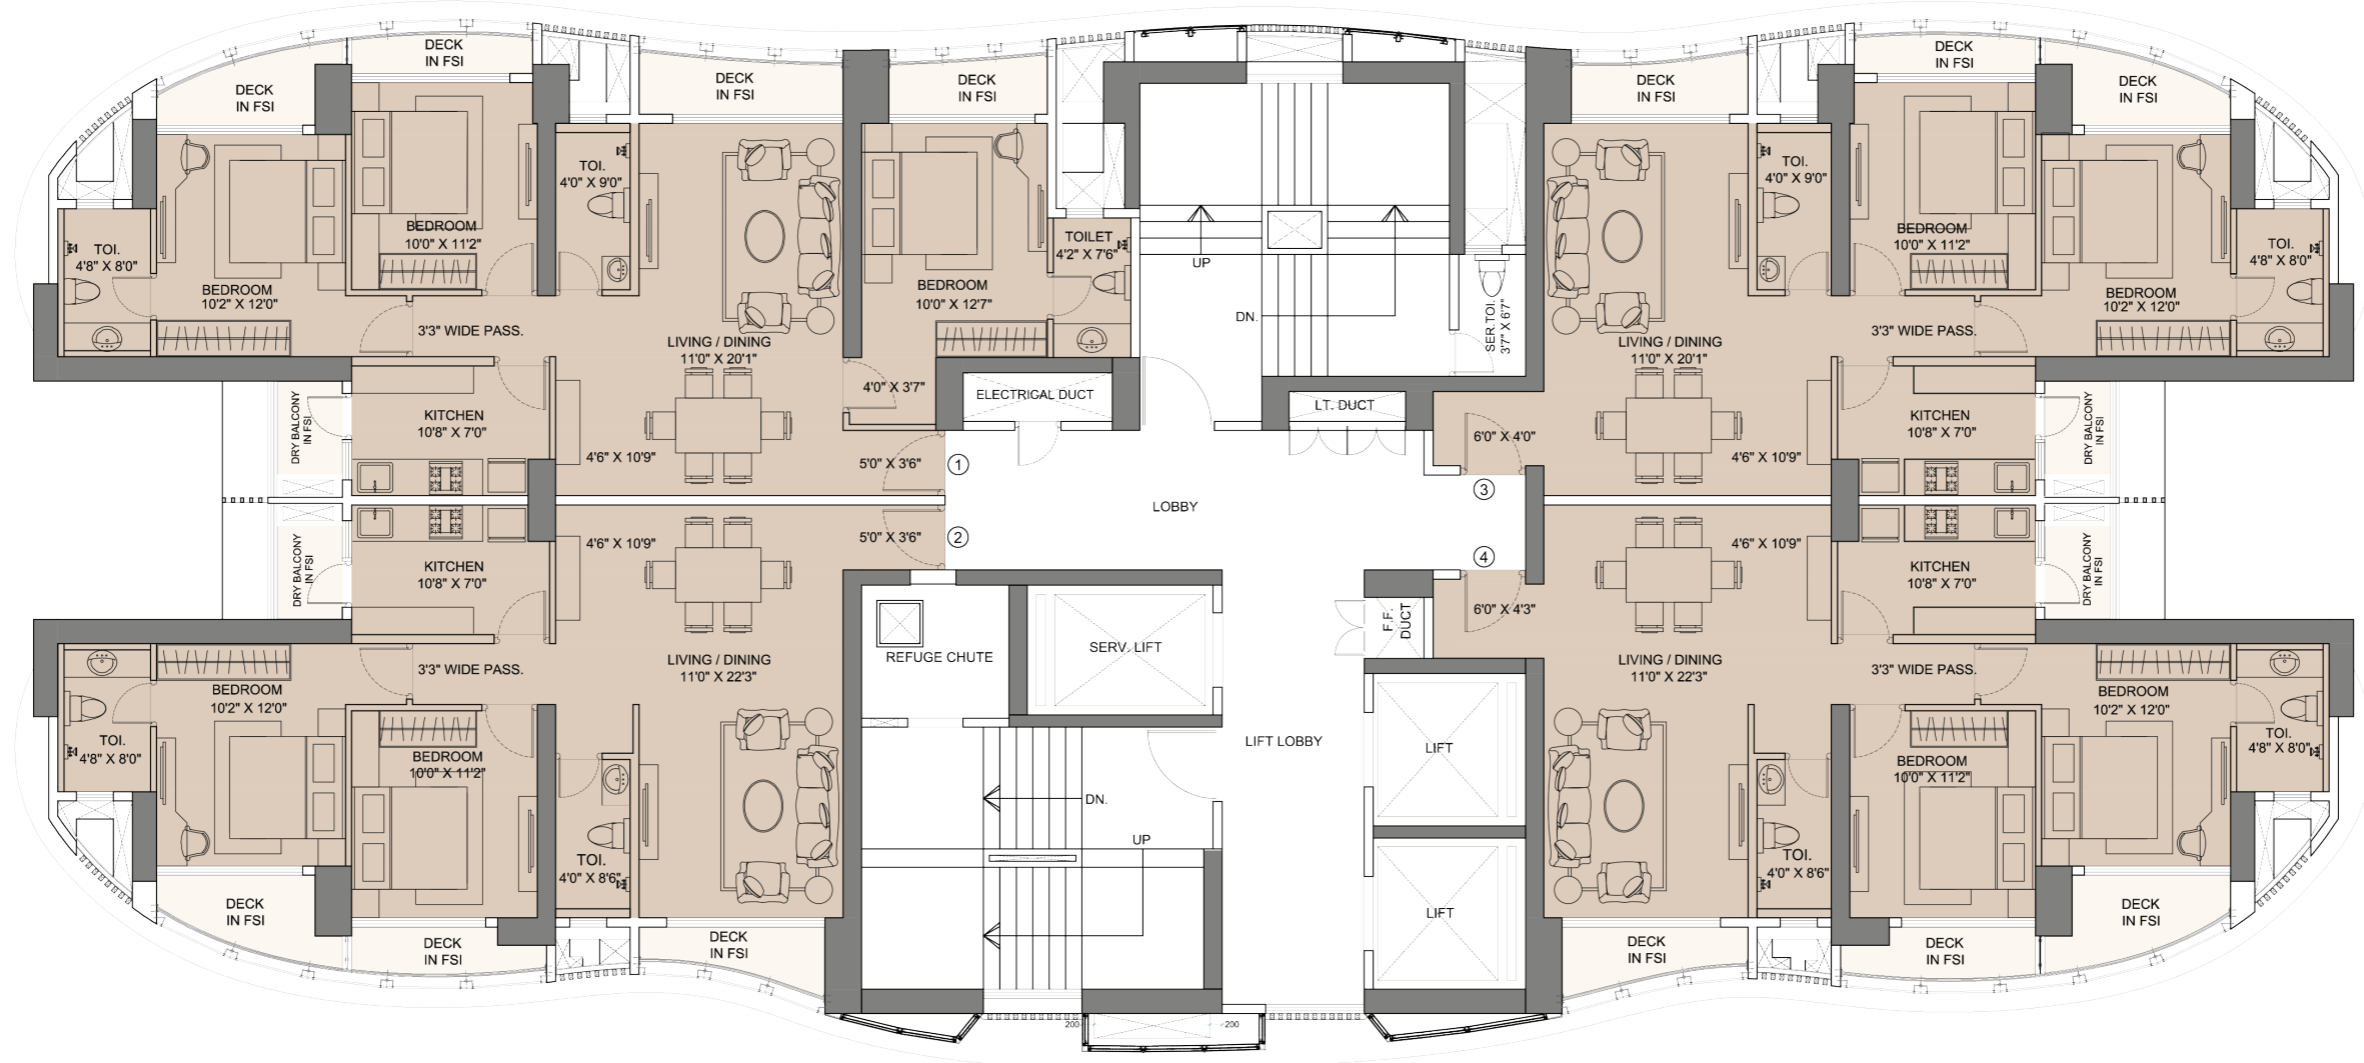 DECK
IN FSI
DECK
IN FSI
DECK
IN FSI
DECK
IN FSI
DECK
IN FSI
DECK
IN FSI
DECK
IN FSI
TOI.
4'8" X 8'0"
BEDROOM
10'2" X 12'0"
BEDROOM
10'0" X 11'2"
TOI.
4'0" X 9'0"
3'3" WIDE PASS.
LIVING / DINING
11'0" X 20'1"
BEDROOM
10'0" X 12'7"
TOILET
4'2" X 7'6"
4'0" X 3'7"
UP
DN.
SER.TOI.
3'7" X 6'7"
ELECTRICAL DUCT
LT. DUCT
LIVING / DINING
11'0" X 20'1"
TOI.
4'0" X 9'0"
BEDROOM
10'0" X 11'2"
3'3" WIDE PASS.
BEDROOM
10'2" X 12'0"
TOI.
4'8" X 8'0"
DRY BALCONY
IN FSI
KITCHEN
10'8" X 7'0"
4'6" X 10'9"
5'0" X 3'6"
1
6'0" X 4'0"
3
4'6" X 10'9"
KITCHEN
10'8" X 7'0"
DRY BALCONY
IN FSI
LOBBY
DRY BALCONY
IN FSI
KITCHEN
10'8" X 7'0"
4'6" X 10'9"
5'0" X 3'6"
2
4
6'0" X 4'3"
4'6" X 10'9"
KITCHEN
10'8" X 7'0"
DRY BALCONY
IN FSI
REFUGE CHUTE
SERV. LIFT
F.F.
DUCT
3'3" WIDE PASS.
LIVING / DINING
11'0" X 22'3"
LIVING / DINING
11'0" X 22'3"
3'3" WIDE PASS.
BEDROOM
10'2" X 12'0"
TOI.
4'8" X 8'0"
BEDROOM
10'0" X 11'2"
TOI.
4'0" X 8'6"
LIFT LOBBY
LIFT
DN.
UP
LIFT
BEDROOM
10'2" X 12'0"
TOI.
4'8" X 8'0"
BEDROOM
10'0" X 11'2"
TOI.
4'0" X 8'6"
DECK
IN FSI
DECK
IN FSI
DECK
IN FSI
DECK
IN FSI
DECK
IN FSI
DECK
IN FSI
200
200